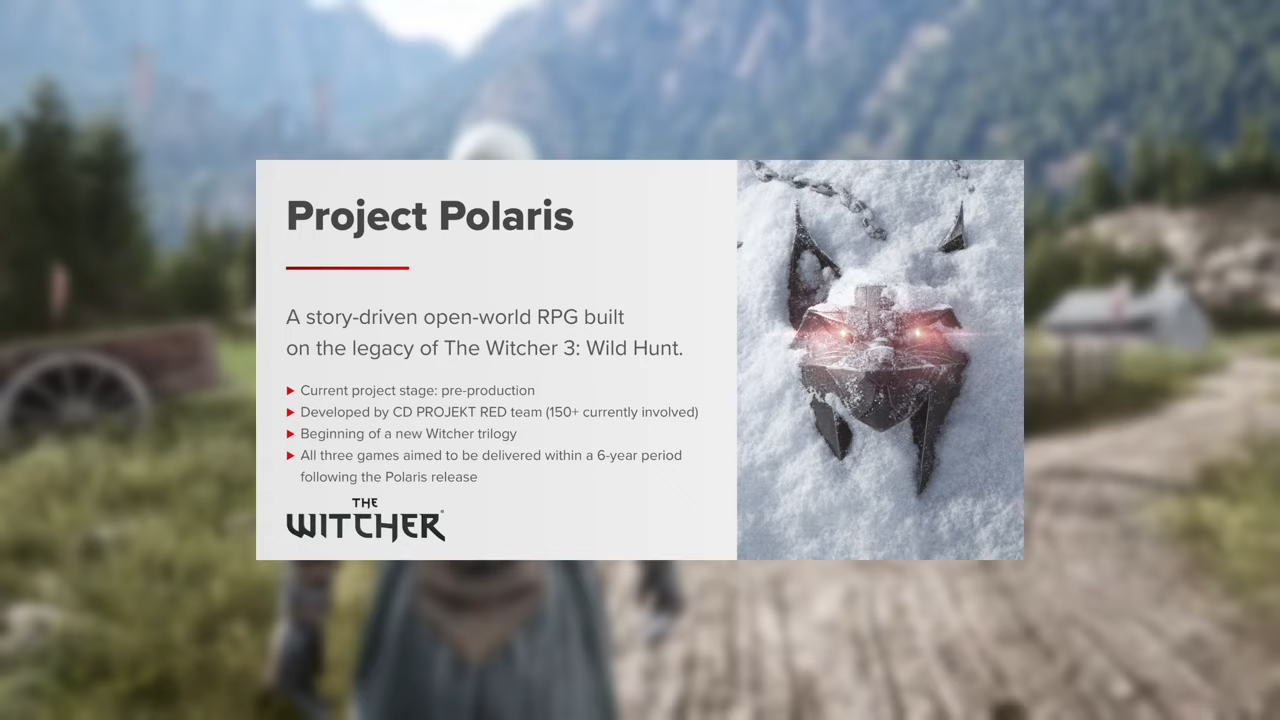 Project Polaris
A story-driven open-world RPG built
on the legacy of The Witcher 3: Wild Hunt.
Current project stage: pre-production
Developed by CD PROJEKT RED team (150+ currently involved)
Beginning of a new Witcher trilogy
All three games aimed to be delivered within a 6-year period
following the Polaris release
THE
WITCHER